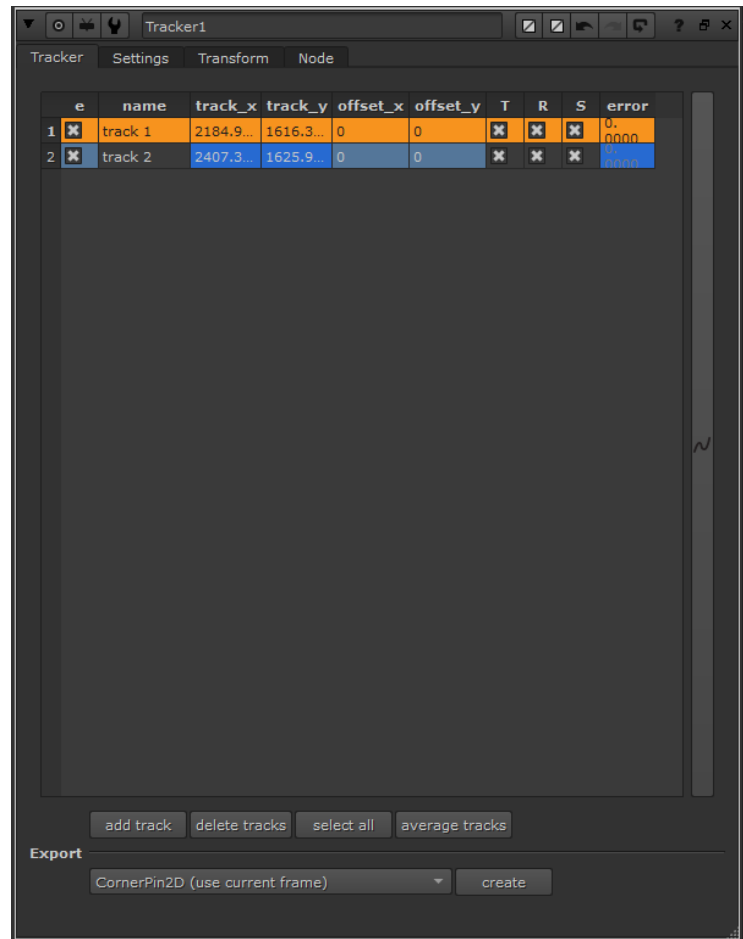 Tracker1 ?
Tracker Settings Transform Node
e name track_x track_y offset_x offset_y T R S error
1 track 1 2184.9... 1616.3... 0 0 0. 0000
2 track 2 2407.3... 1625.9... 0 0 0. 0000
add track delete tracks select all average tracks
Export
CornerPin2D (use current frame) create